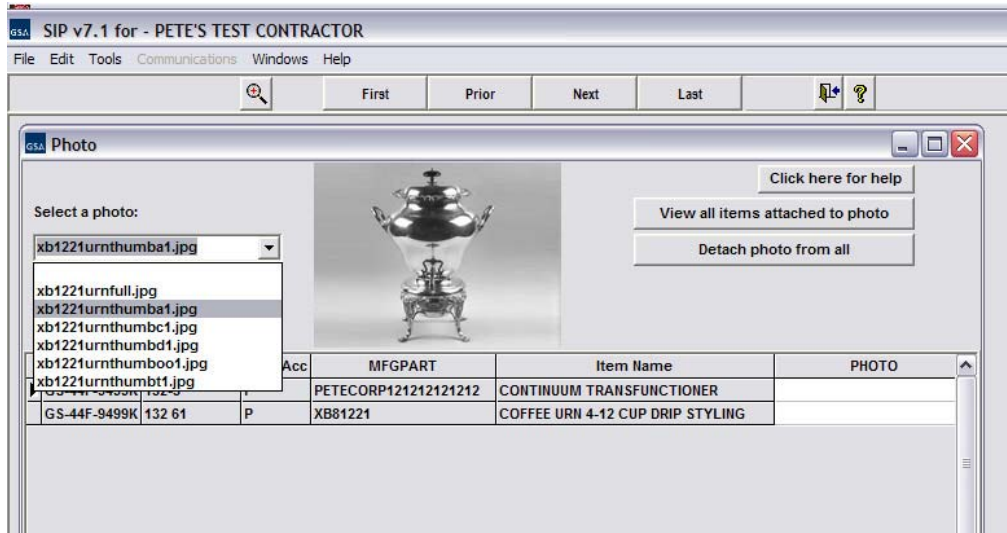 GSA SIP v7.1 for - PETE'S TEST CONTRACTOR
File Edit Tools Communications Windows Help
First Prior Next Last
GSA Photo
Click here for help
Select a photo:
View all items attached to photo
xb1221urnthumba1.jpg
Detach photo from all
xb1221urnfull.jpg
xb1221urnthumba1.jpg
xb1221urnthumbc1.jpg
xb1221urnthumbd1.jpg
xb1221urnthumboo1.jpg
xb1221urnthumbt1.jpg
Acc MFGPART Item Name PHOTO
PETECORP121212121212 CONTINUUM TRANSFUNCTIONER
GS-44F-9499K 132 61 P XB81221 COFFEE URN 4-12 CUP DRIP STYLING